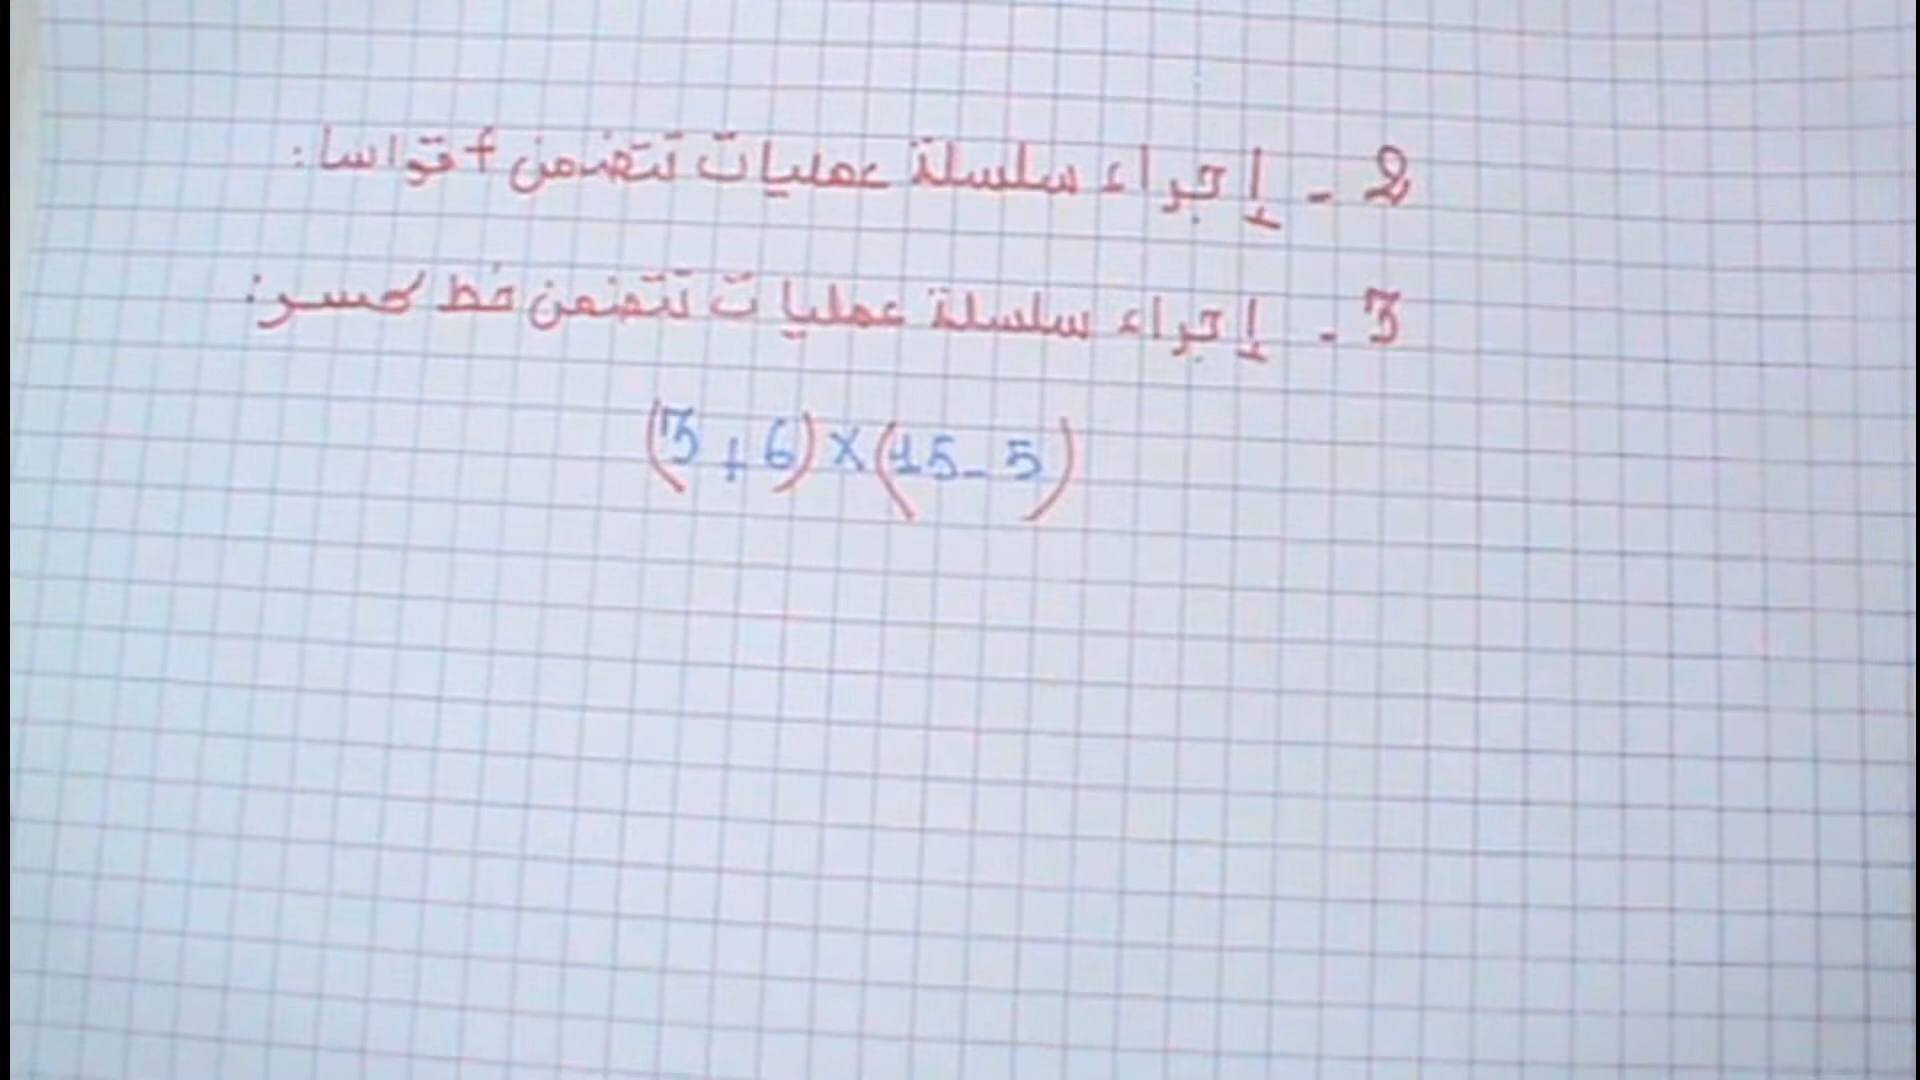 2 - إجراء سلسلة عمليات تتضمن أقواسا:
3 - إجراء سلسلة عمليات تتضمن خط كسر:
(3+6)×(15-5)